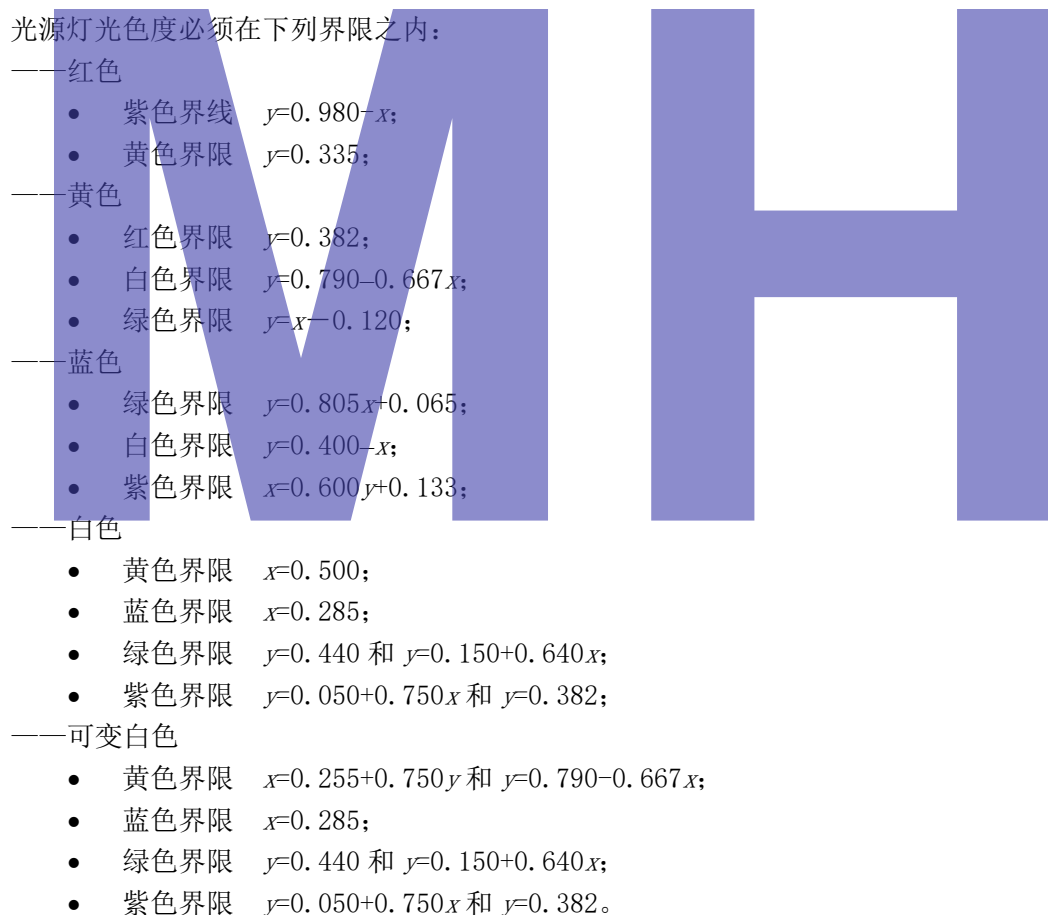 光源灯光色度必须在下列界限之内：
——红色
● 紫色界线 y=0.980-x;
● 黄色界限 y=0.335;
——黄色
● 红色界限 y=0.382;
● 白色界限 y=0.790–0.667x;
● 绿色界限 y=x－0.120;
——蓝色
● 绿色界限 y=0.805x+0.065;
● 白色界限 y=0.400–x;
● 紫色界限 x=0.600y+0.133;
——白色
● 黄色界限 x=0.500;
● 蓝色界限 x=0.285;
● 绿色界限 y=0.440 和 y=0.150+0.640x;
● 紫色界限 y=0.050+0.750x 和 y=0.382;
——可变白色
● 黄色界限 x=0.255+0.750y 和 y=0.790-0.667x;
● 蓝色界限 x=0.285;
● 绿色界限 y=0.440 和 y=0.150+0.640x;
● 紫色界限 y=0.050+0.750x 和 y=0.382。
MH